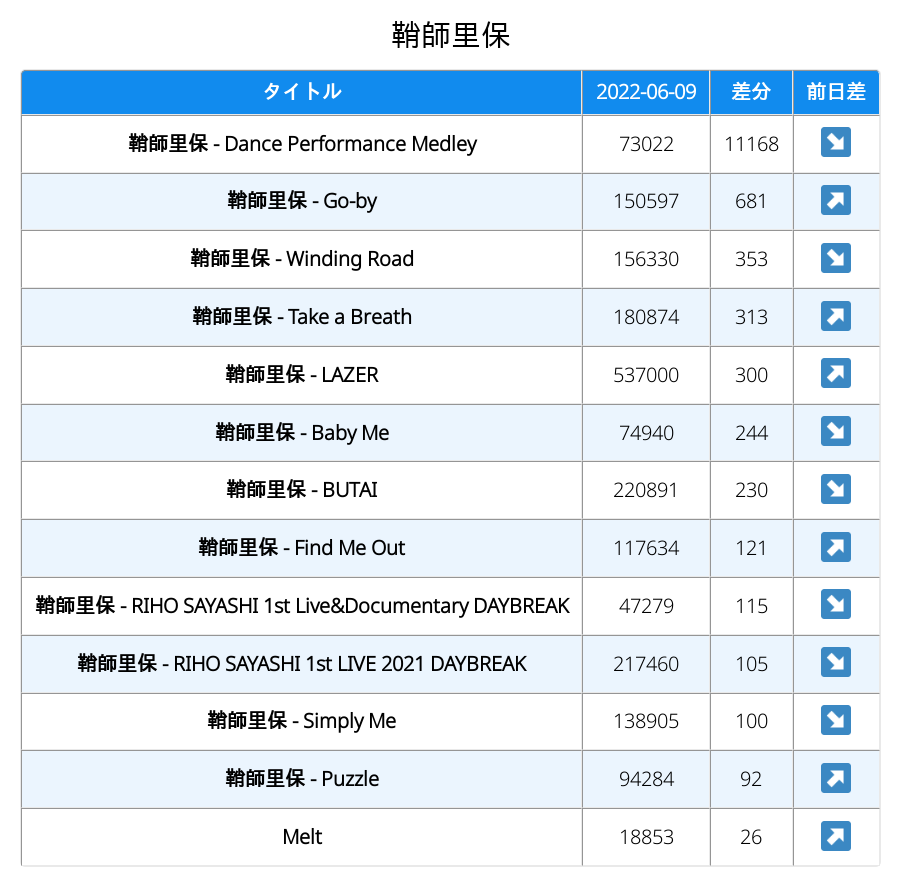 鞘師里保
タイトル 2022-06-09 差分 前日差
鞘師里保 - Dance Performance Medley 73022 11168 ↘
鞘師里保 - Go-by 150597 681 ↗
鞘師里保 - Winding Road 156330 353 ↘
鞘師里保 - Take a Breath 180874 313 ↗
鞘師里保 - LAZER 537000 300 ↗
鞘師里保 - Baby Me 74940 244 ↘
鞘師里保 - BUTAI 220891 230 ↘
鞘師里保 - Find Me Out 117634 121 ↗
鞘師里保 - RIHO SAYASHI 1st Live&Documentary DAYBREAK 47279 115 ↘
鞘師里保 - RIHO SAYASHI 1st LIVE 2021 DAYBREAK 217460 105 ↘
鞘師里保 - Simply Me 138905 100 ↘
鞘師里保 - Puzzle 94284 92 ↗
Melt 18853 26 ↗